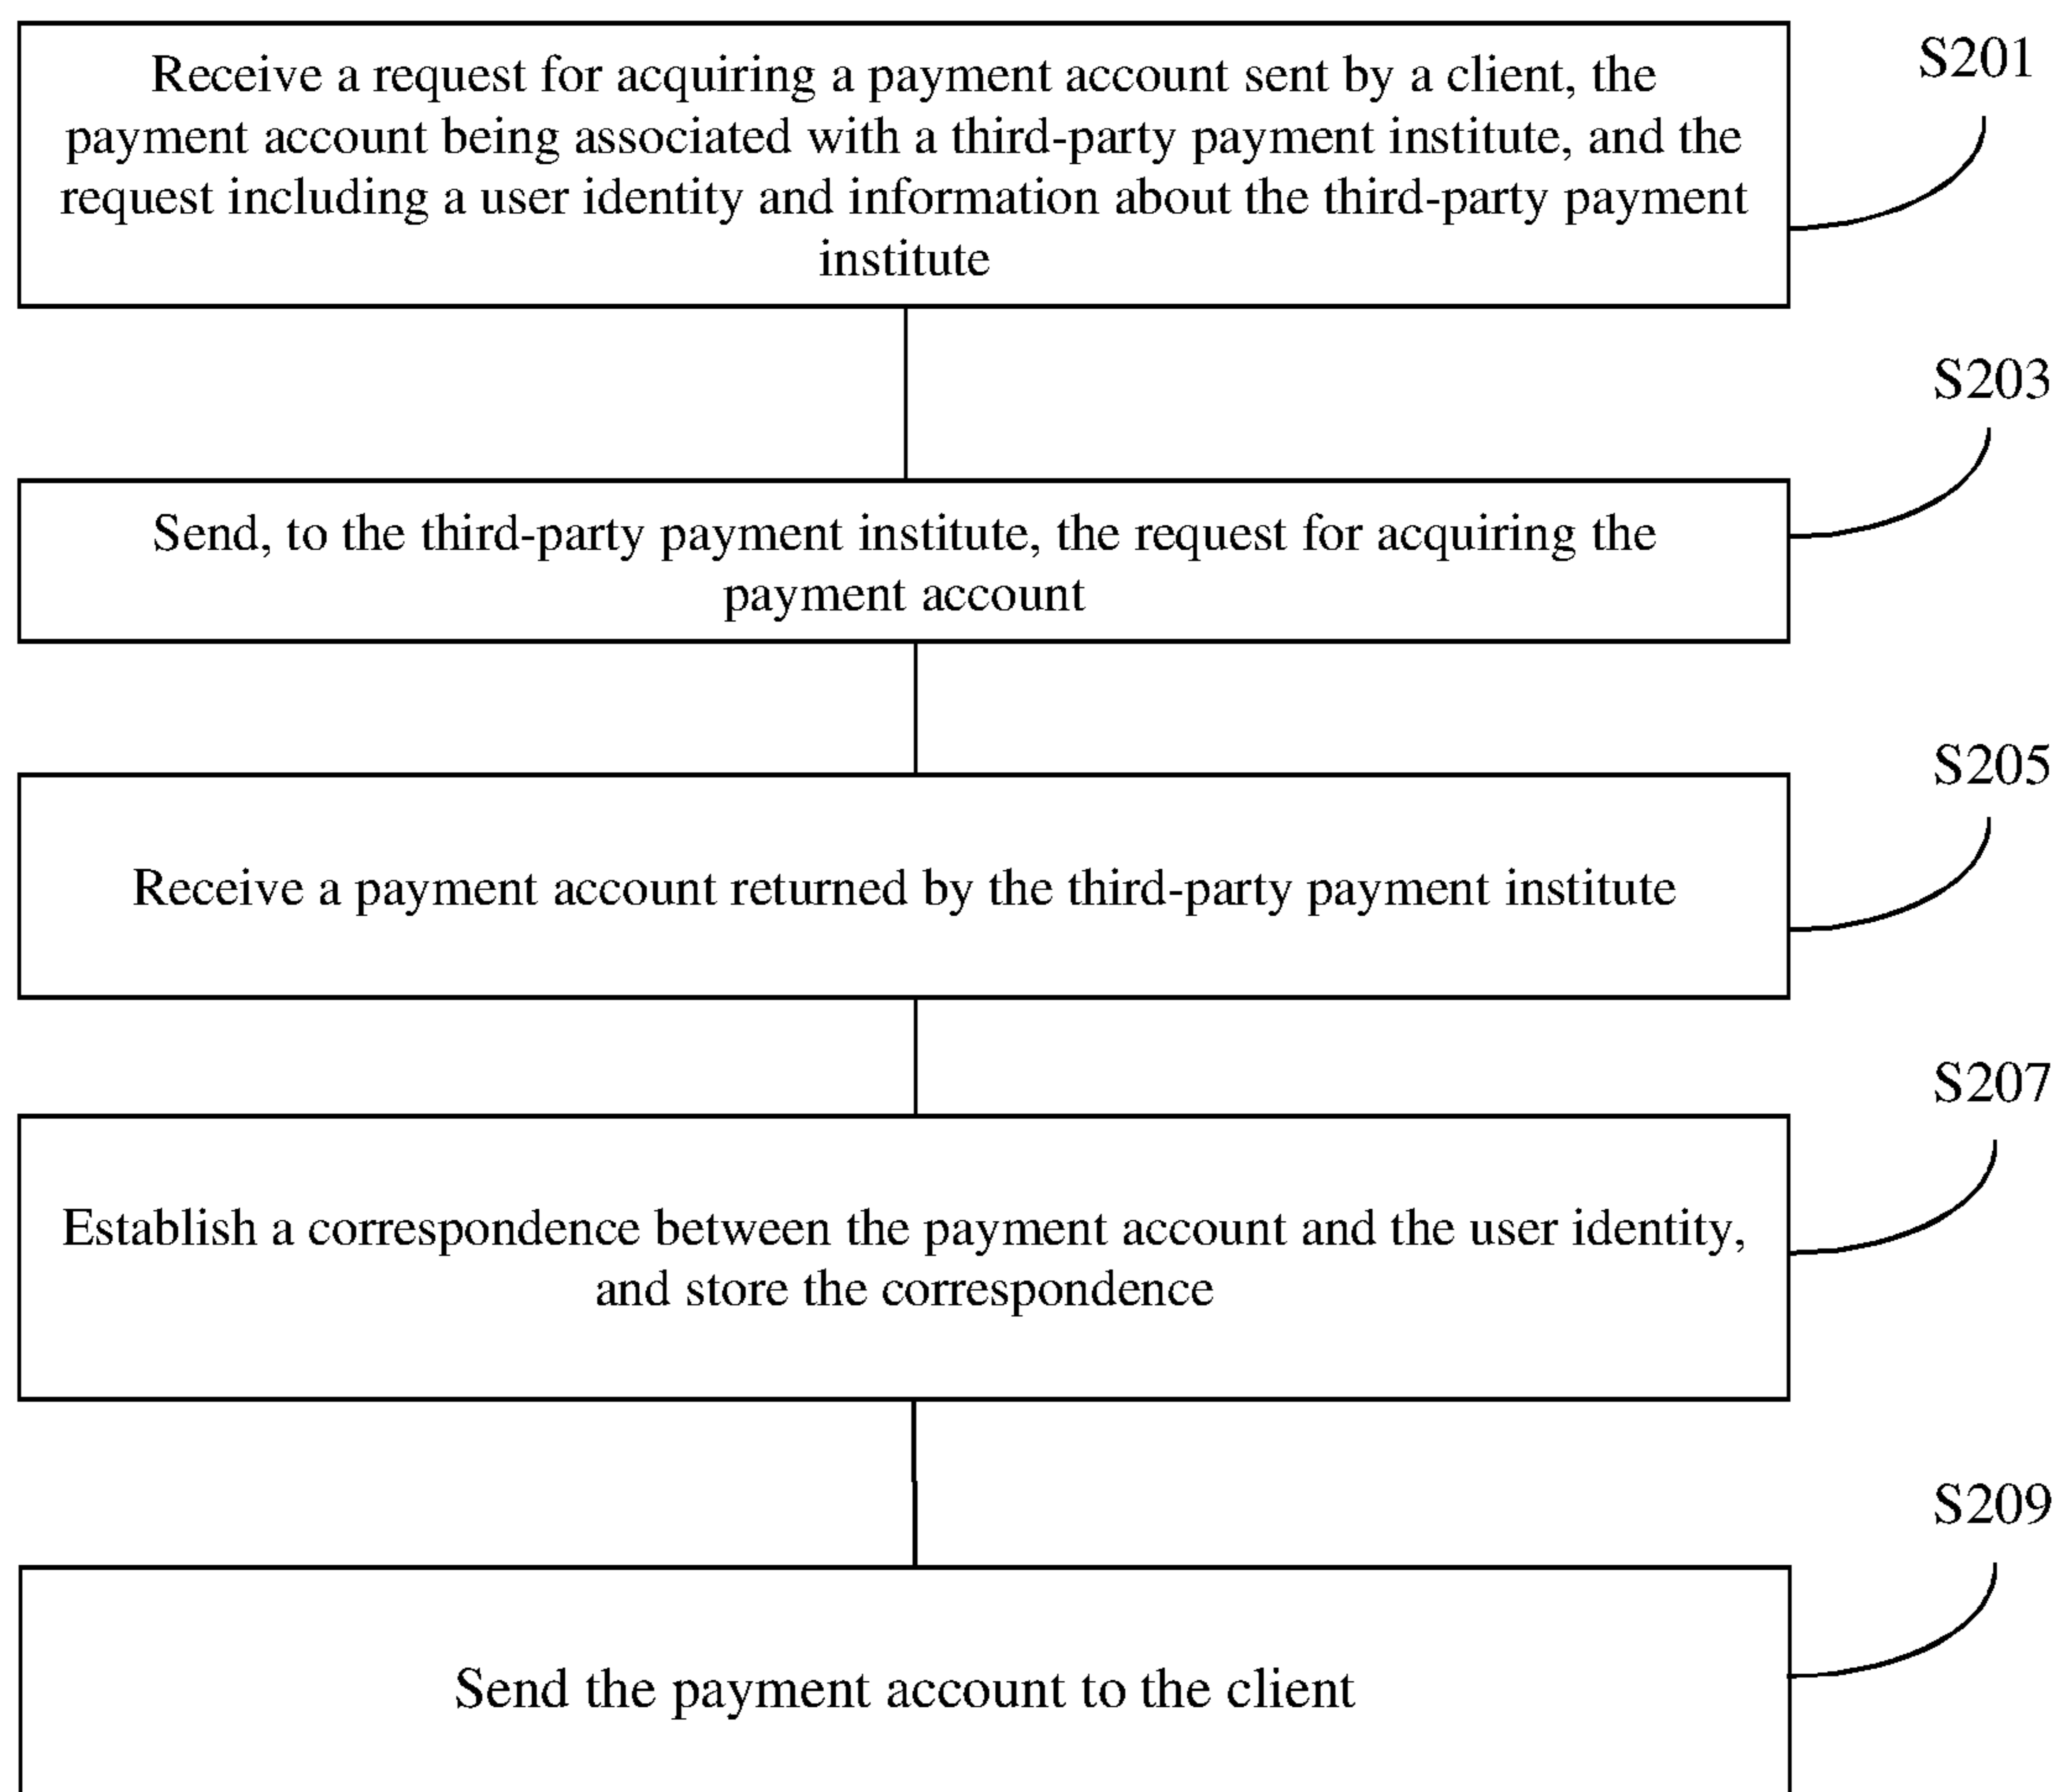 Receive a request for acquiring a payment account sent by a client, the
payment account being associated with a third-party payment institute, and the
request including a user identity and information about the third-party payment
institute
S201
S203
Send, to the third-party payment institute, the request for acquiring the
payment account
S205
Receive a payment account returned by the third-party payment institute
S207
Establish a correspondence between the payment account and the user identity,
and store the correspondence
S209
Send the payment account to the client